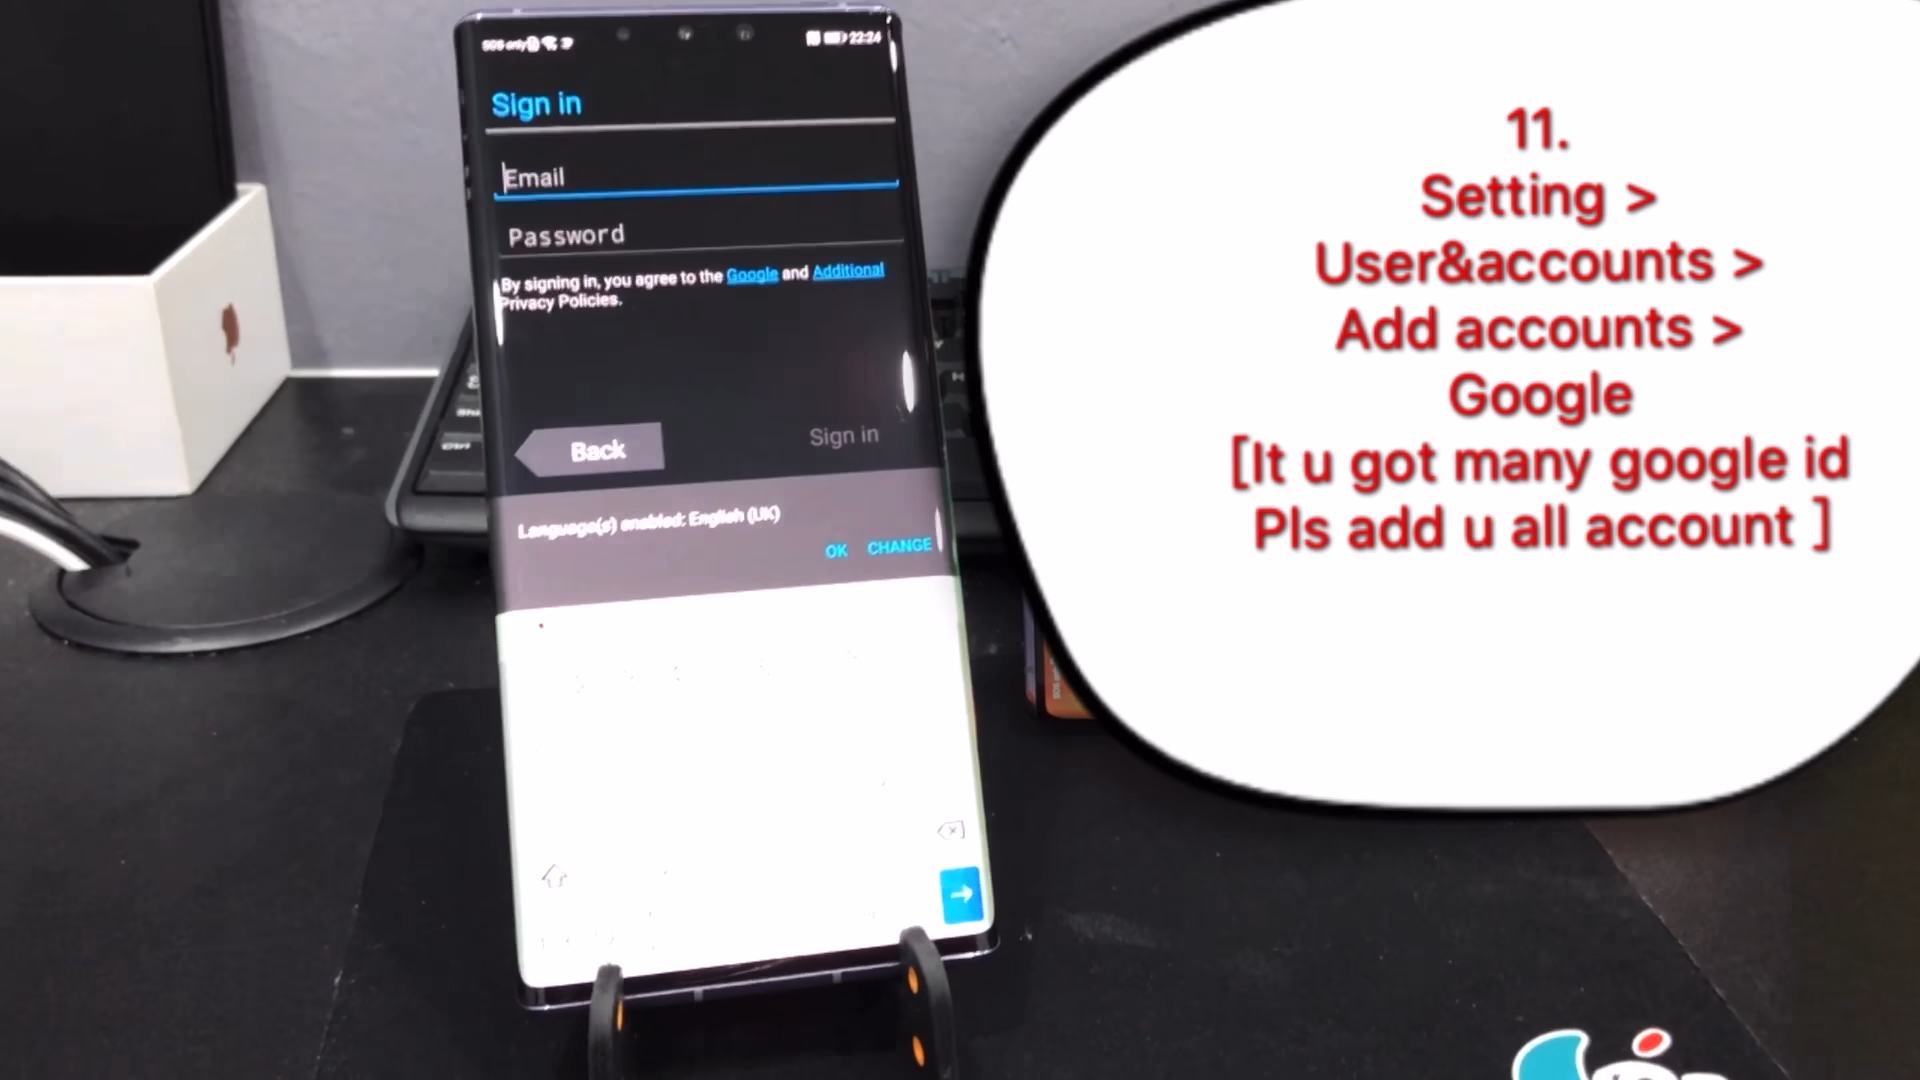 SOS only
22:24
Sign in
Email
Password
By signing in, you agree to the Google and Additional
Privacy Policies.
Back
Sign in
Language(s) enabled: English (UK)
OK CHANGE
11.
Setting >
User&accounts >
Add accounts >
Google
[It u got many google id
Pls add u all account ]